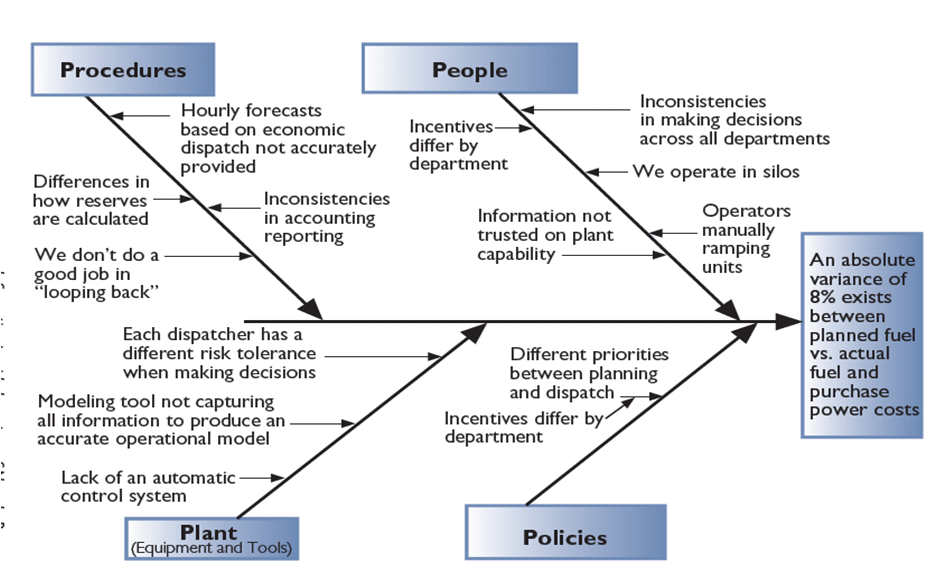 Procedures
People
Hourly forecasts
based on economic
dispatch not accurately
provided
Differences in
how reserves
are calculated
Inconsistencies
in accounting
reporting
We don’t do a
good job in
“looping back”
Inconsistencies
in making decisions
across all departments
Incentives
differ by
department
We operate in silos
Information not
trusted on plant
capability
Operators
manually
ramping
units
An absolute
variance of
8% exists
between
planned fuel
vs. actual
fuel and
purchase
power costs
Each dispatcher has a
different risk tolerance
when making decisions
Modeling tool not capturing
all information to produce an
accurate operational model
Lack of an automatic
control system
Different priorities
between planning
and dispatch
Incentives differ by
department
Plant
(Equipment and Tools)
Policies